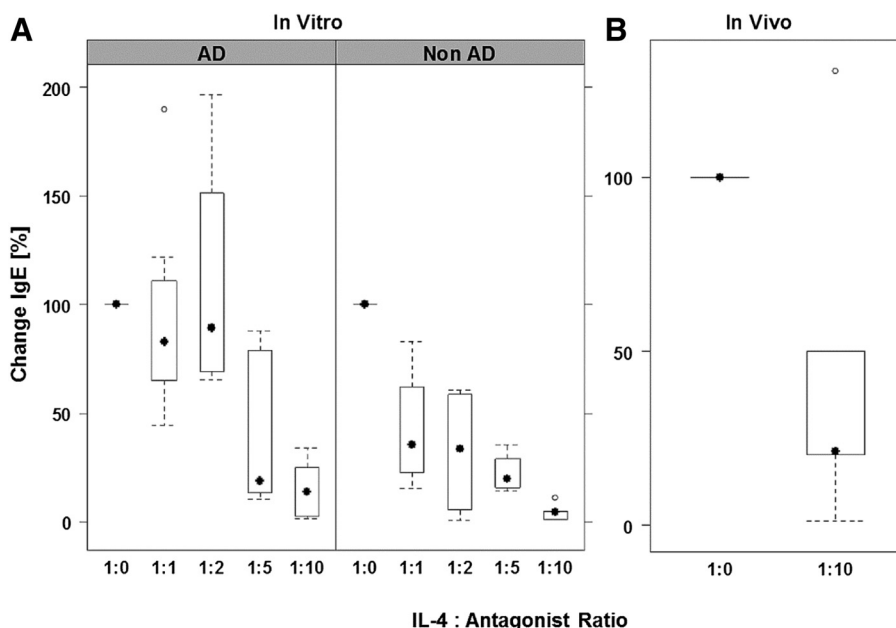 A
In Vitro
AD
Non AD
Change IgE [%]
200
150
100
50
0
1:0 1:1 1:2 1:5 1:10 1:0 1:1 1:2 1:5 1:10
B
In Vivo
100
50
0
1:0 1:10
IL-4 : Antagonist Ratio